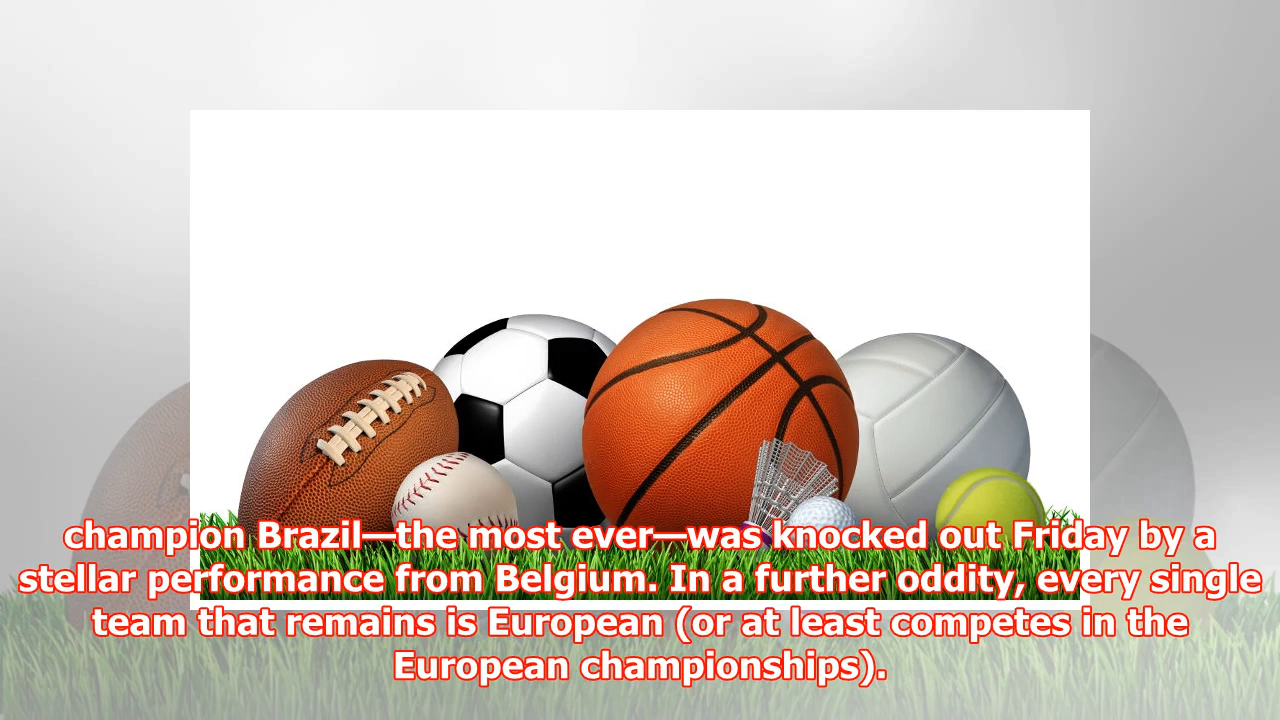 champion Brazil—the most ever—was knocked out Friday by a
stellar performance from Belgium. In a further oddity, every single
team that remains is European (or at least competes in the
European championships).